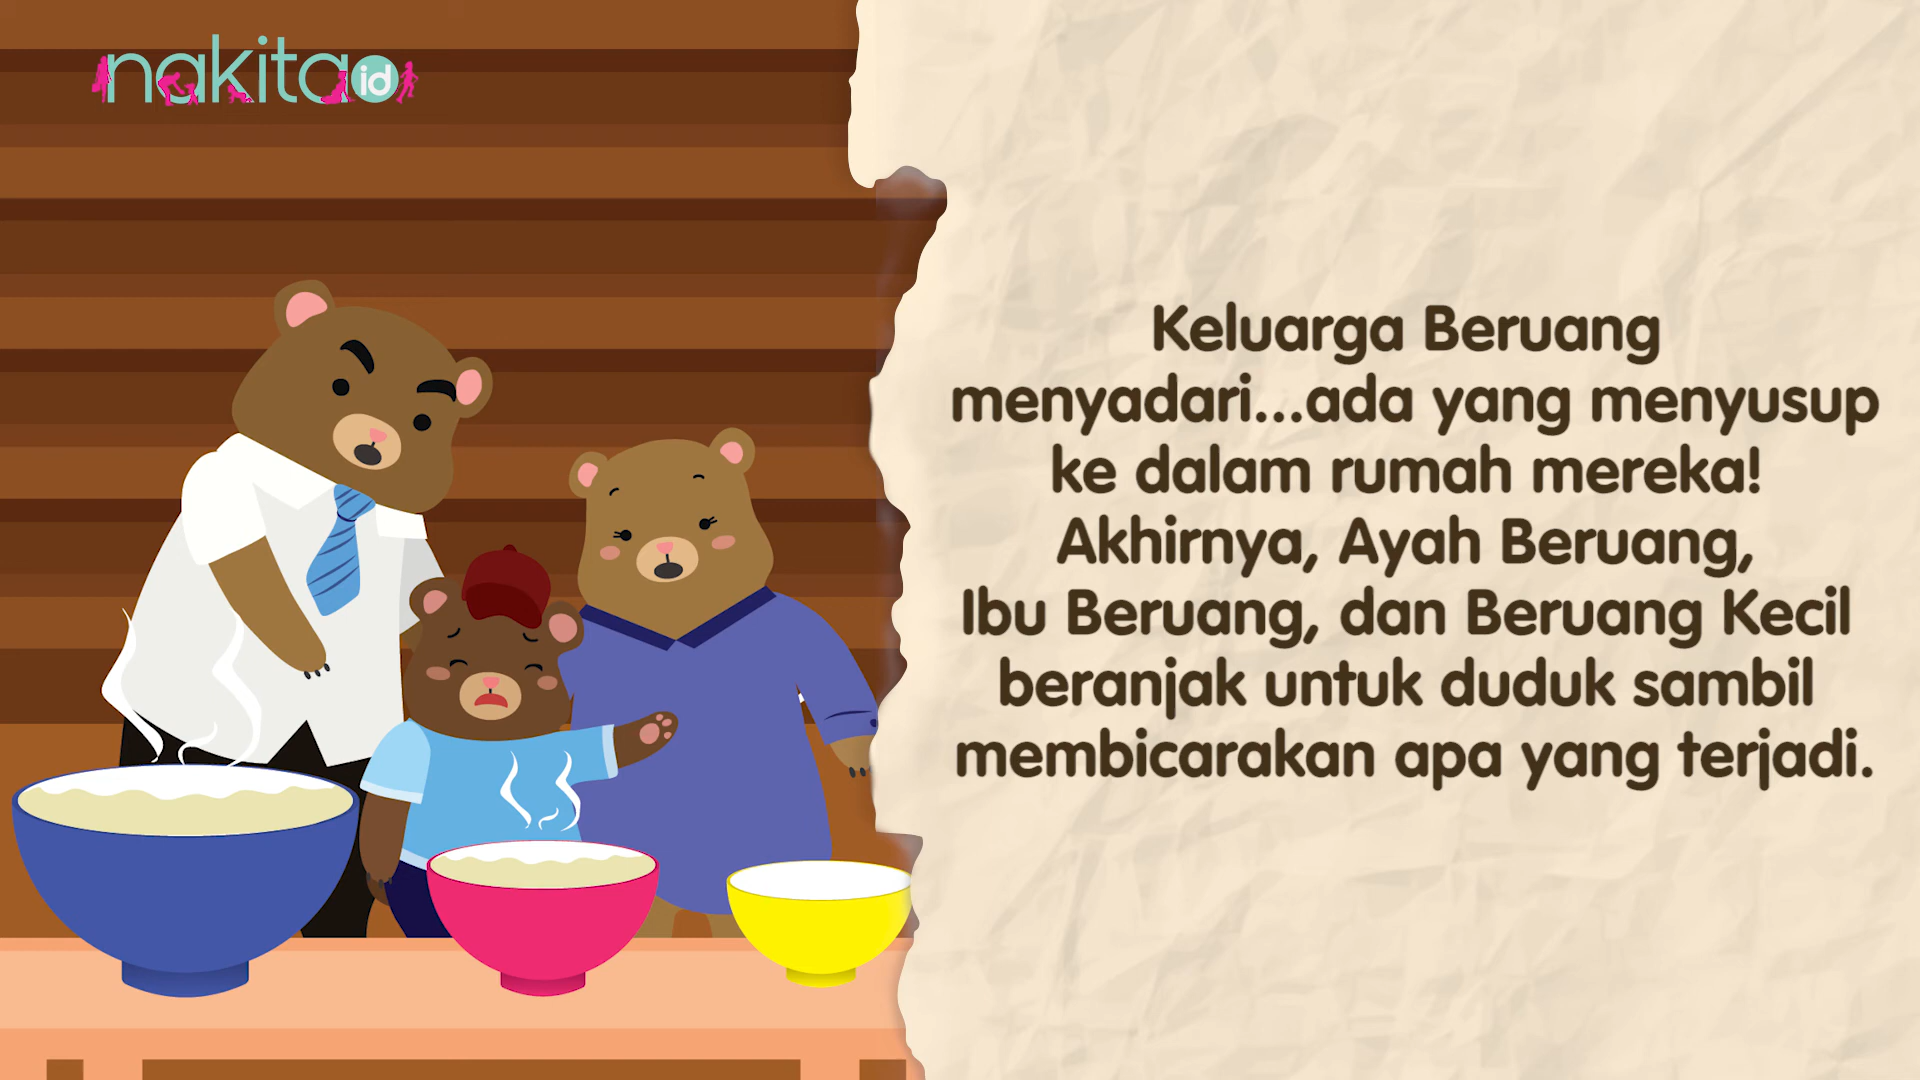 nakita id
Keluarga Beruang
menyadari...ada yang menyusup
ke dalam rumah mereka!
Akhirnya, Ayah Beruang,
Ibu Beruang, dan Beruang Kecil
beranjak untuk duduk sambil
membicarakan apa yang terjadi.